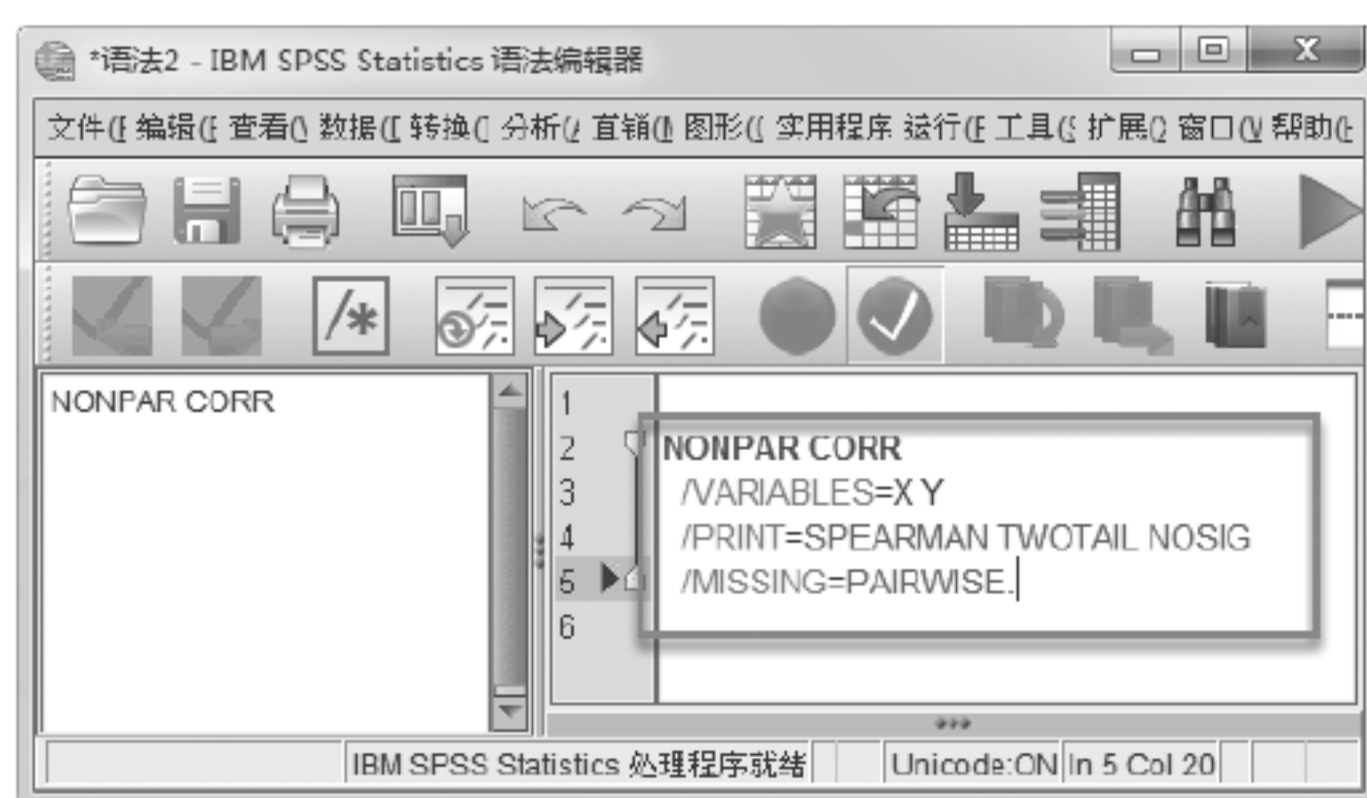 *语法2 - IBM SPSS Statistics 语法编辑器
文件(F 编辑(E 查看(V 数据(D 转换( 分析(A 直销(M 图形(G 实用程序 运行(F 工具(S 扩展(X 窗口(W 帮助(H
/*
NONPAR CORR
1
2 NONPAR CORR
3 /VARIABLES=X Y
4 /PRINT=SPEARMAN TWOTAIL NOSIG
5 /MISSING=PAIRWISE.
6
IBM SPSS Statistics 处理程序就绪 Unicode:ON In 5 Col 20